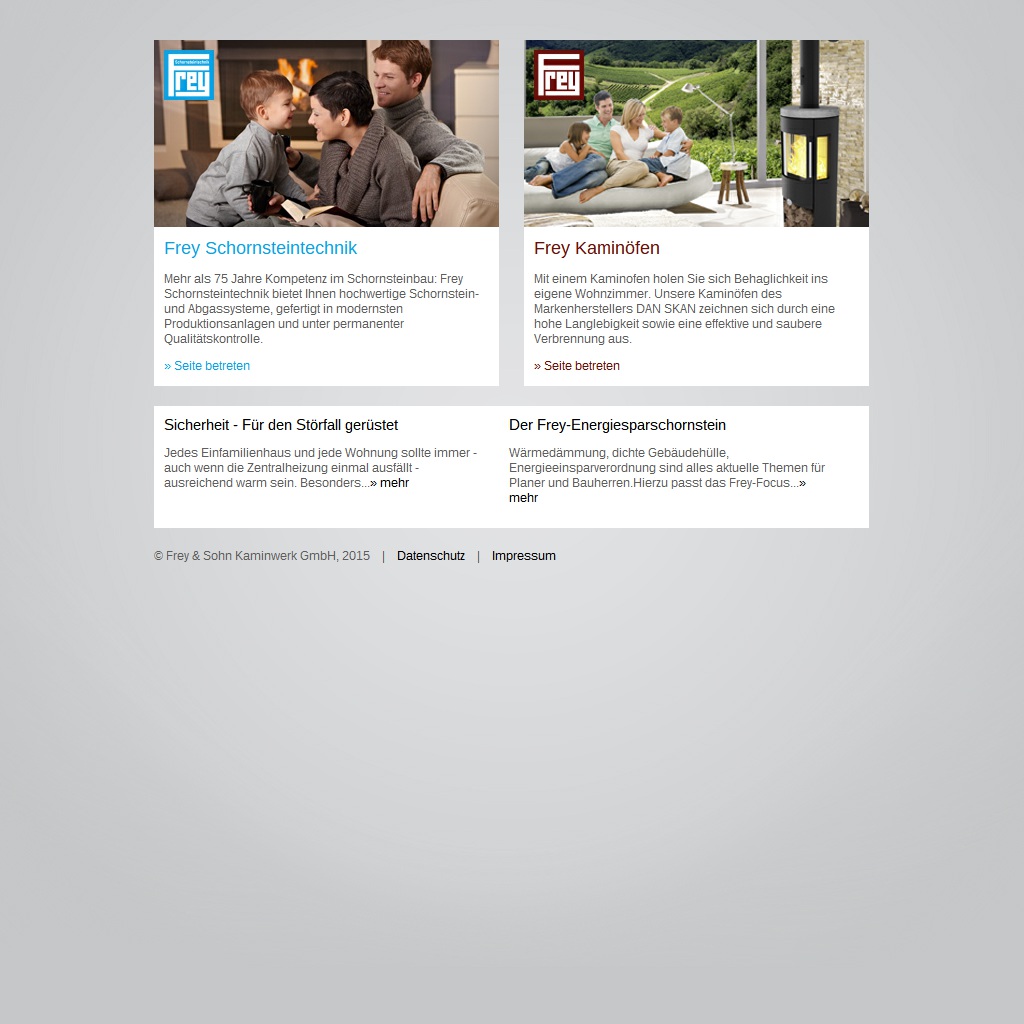 Schornsteintechnik
Frey
Frey
Frey Schornsteintechnik
Mehr als 75 Jahre Kompetenz im Schornsteinbau: Frey
Schornsteintechnik bietet Ihnen hochwertige Schornstein-
und Abgassysteme, gefertigt in modernsten
Produktionsanlagen und unter permanenter
Qualitätskontrolle.
» Seite betreten
Frey Kaminöfen
Mit einem Kaminofen holen Sie sich Behaglichkeit ins
eigene Wohnzimmer. Unsere Kaminöfen des
Markenherstellers DAN SKAN zeichnen sich durch eine
hohe Langlebigkeit sowie eine effektive und saubere
Verbrennung aus.
» Seite betreten
Sicherheit - Für den Störfall gerüstet
Jedes Einfamilienhaus und jede Wohnung sollte immer -
auch wenn die Zentralheizung einmal ausfällt -
ausreichend warm sein. Besonders...» mehr
Der Frey-Energiesparschornstein
Wärmedämmung, dichte Gebäudehülle,
Energieeinsparverordnung sind alles aktuelle Themen für
Planer und Bauherren.Hierzu passt das Frey-Focus...»
mehr
© Frey & Sohn Kaminwerk GmbH, 2015 | Datenschutz | Impressum